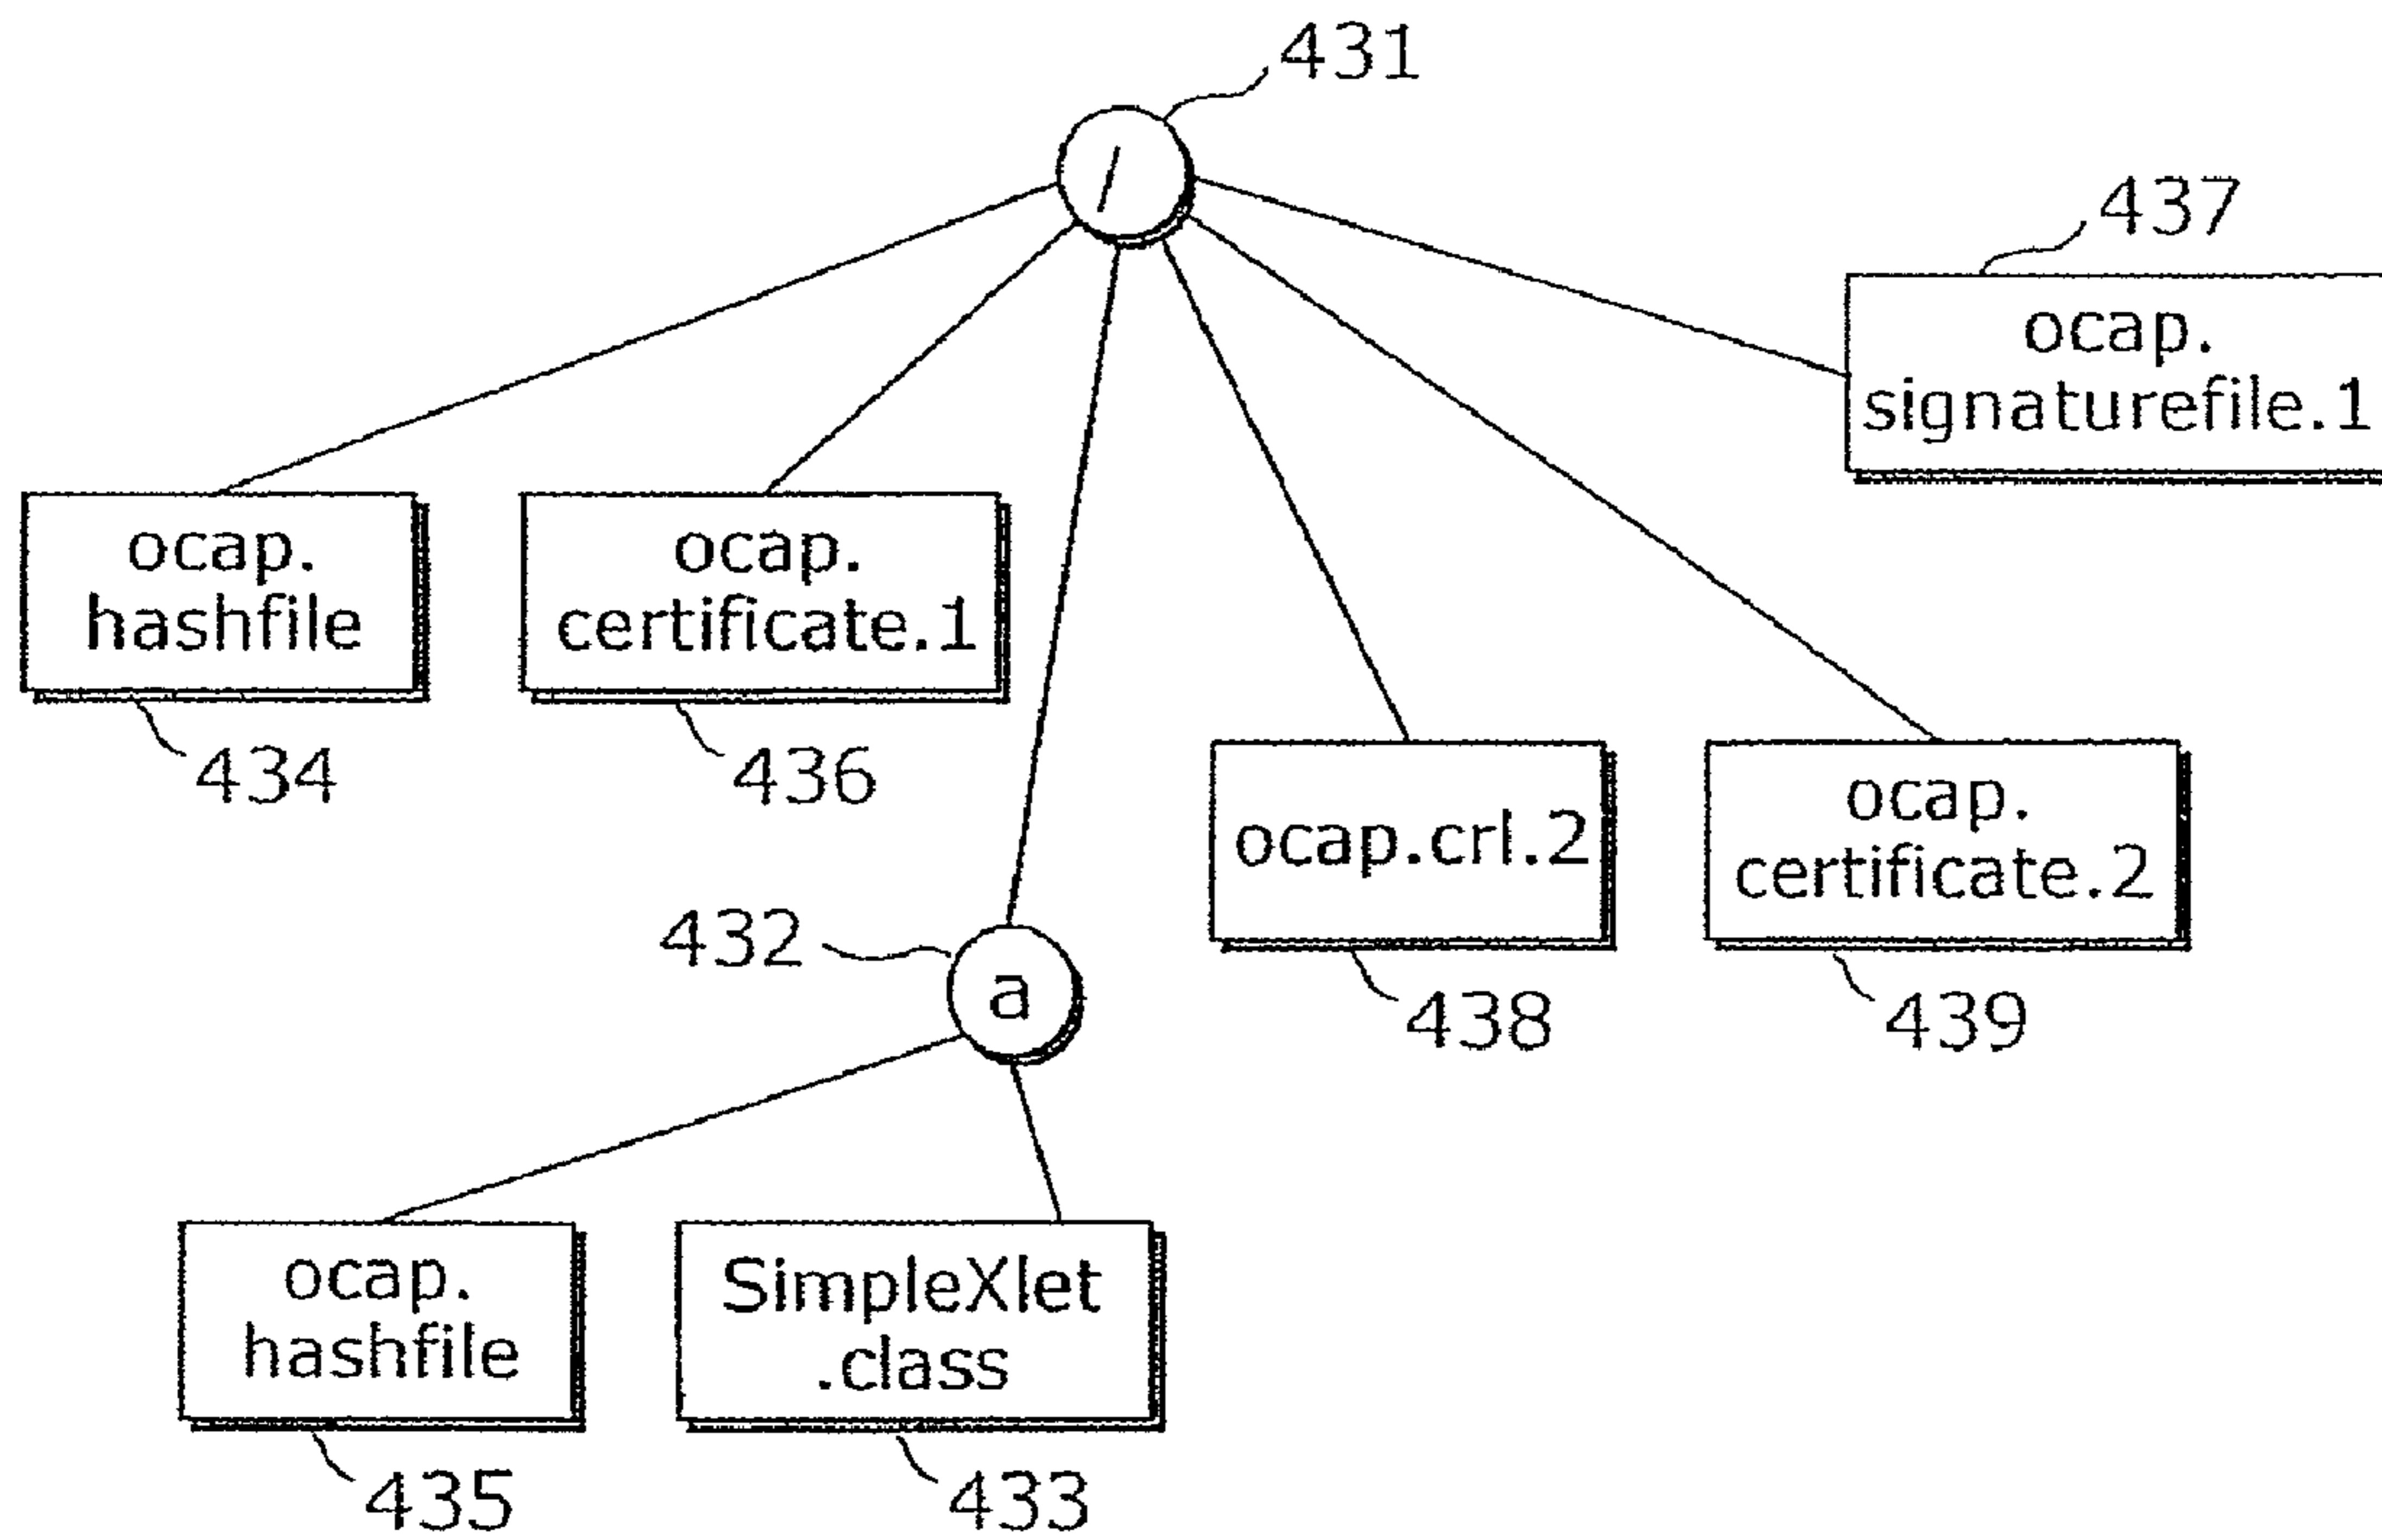 431
/
437
ocap.
signaturefile.1
ocap.
hashfile
434
ocap.
certificate.1
436
432
a
ocap.crl.2
438
ocap.
certificate.2
439
ocap.
hashfile
435
SimpleXlet
.class
433